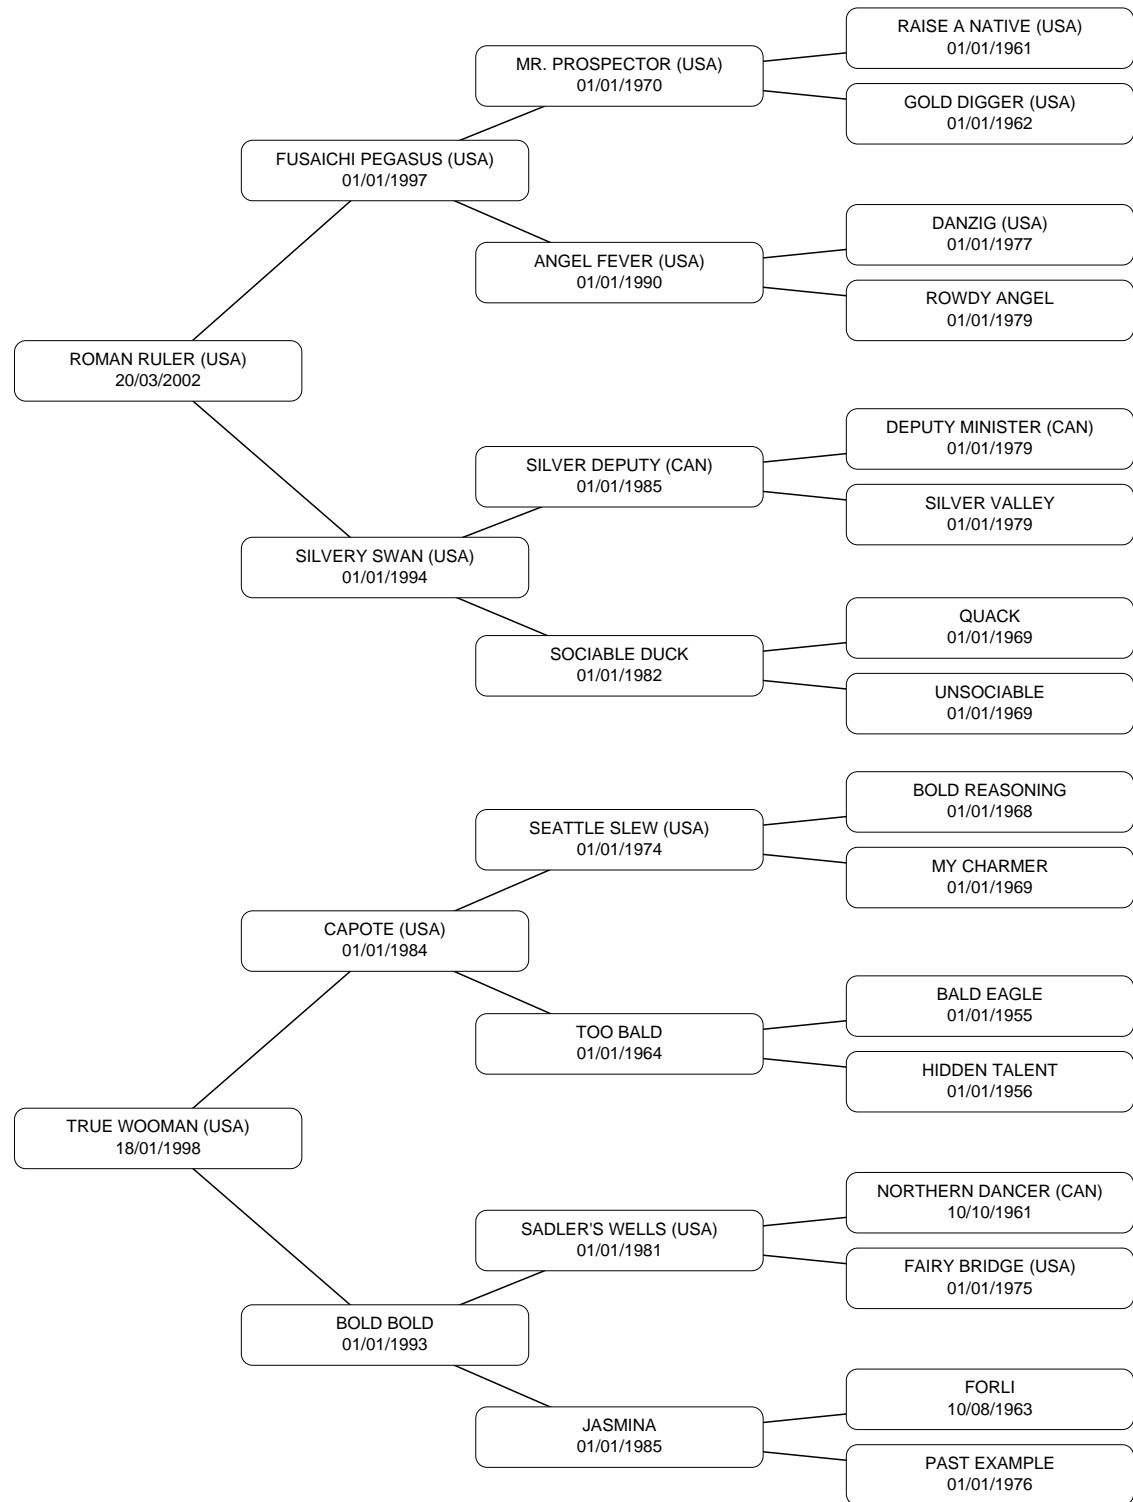 RAISE A NATIVE (USA)
01/01/1961
MR. PROSPECTOR (USA)
01/01/1970
GOLD DIGGER (USA)
01/01/1962
FUSAICHI PEGASUS (USA)
01/01/1997
DANZIG (USA)
01/01/1977
ANGEL FEVER (USA)
01/01/1990
ROWDY ANGEL
01/01/1979
ROMAN RULER (USA)
20/03/2002
DEPUTY MINISTER (CAN)
01/01/1979
SILVER DEPUTY (CAN)
01/01/1985
SILVER VALLEY
01/01/1979
SILVERY SWAN (USA)
01/01/1994
QUACK
01/01/1969
SOCIABLE DUCK
01/01/1982
UNSOCIABLE
01/01/1969
BOLD REASONING
01/01/1968
SEATTLE SLEW (USA)
01/01/1974
MY CHARMER
01/01/1969
CAPOTE (USA)
01/01/1984
BALD EAGLE
01/01/1955
TOO BALD
01/01/1964
HIDDEN TALENT
01/01/1956
TRUE WOOMAN (USA)
18/01/1998
NORTHERN DANCER (CAN)
10/10/1961
SADLER'S WELLS (USA)
01/01/1981
FAIRY BRIDGE (USA)
01/01/1975
BOLD BOLD
01/01/1993
FORLI
10/08/1963
JASMINA
01/01/1985
PAST EXAMPLE
01/01/1976